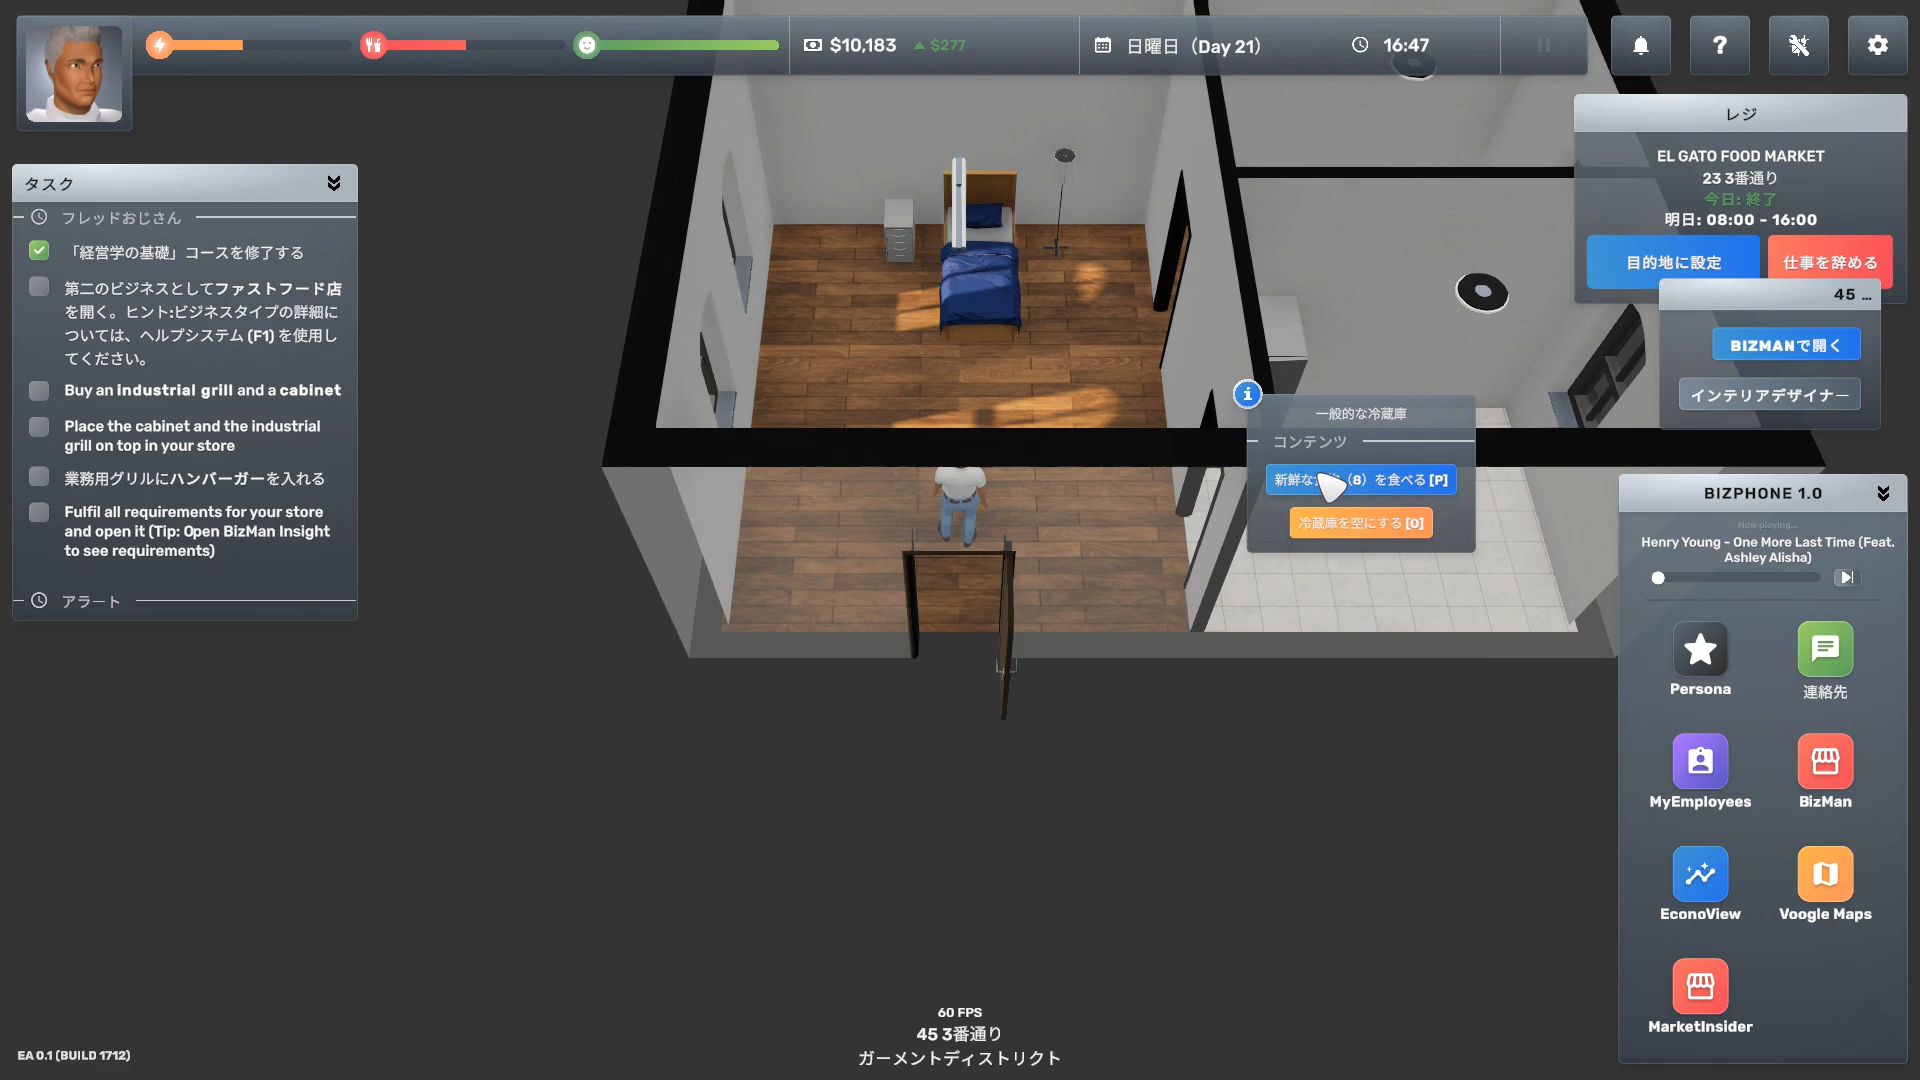 $10,183
$277
日曜日（Day 21）
16:47
?
タスク
フレッドおじさん
「経営学の基礎」コースを修了する
第二のビジネスとしてファストフード店
を開く。ヒント:ビジネスタイプの詳細に
ついては、ヘルプシステム (F1) を使用し
てください。
Buy an industrial grill and a cabinet
Place the cabinet and the industrial
grill on top in your store
業務用グリルにハンバーガーを入れる
Fulfil all requirements for your store
and open it (Tip: Open BizMan Insight
to see requirements)
アラート
レジ
EL GATO FOOD MARKET
23 3番通り
今日: 終了
明日: 08:00 - 16:00
目的地に設定
仕事を辞める
45 ...
BIZMANで開く
インテリアデザイナー
i
一般的な冷蔵庫
コンテンツ
新鮮な（8）を食べる [P]
冷蔵庫を空にする [O]
BIZPHONE 1.0
Now playing...
Henry Young - One More Last Time (Feat.
Ashley Alisha)
Persona
連絡先
MyEmployees
BizMan
EconoView
Voogle Maps
MarketInsider
60 FPS
45 3番通り
ガーメントディストリクト
EA 0.1 (BUILD 1712)